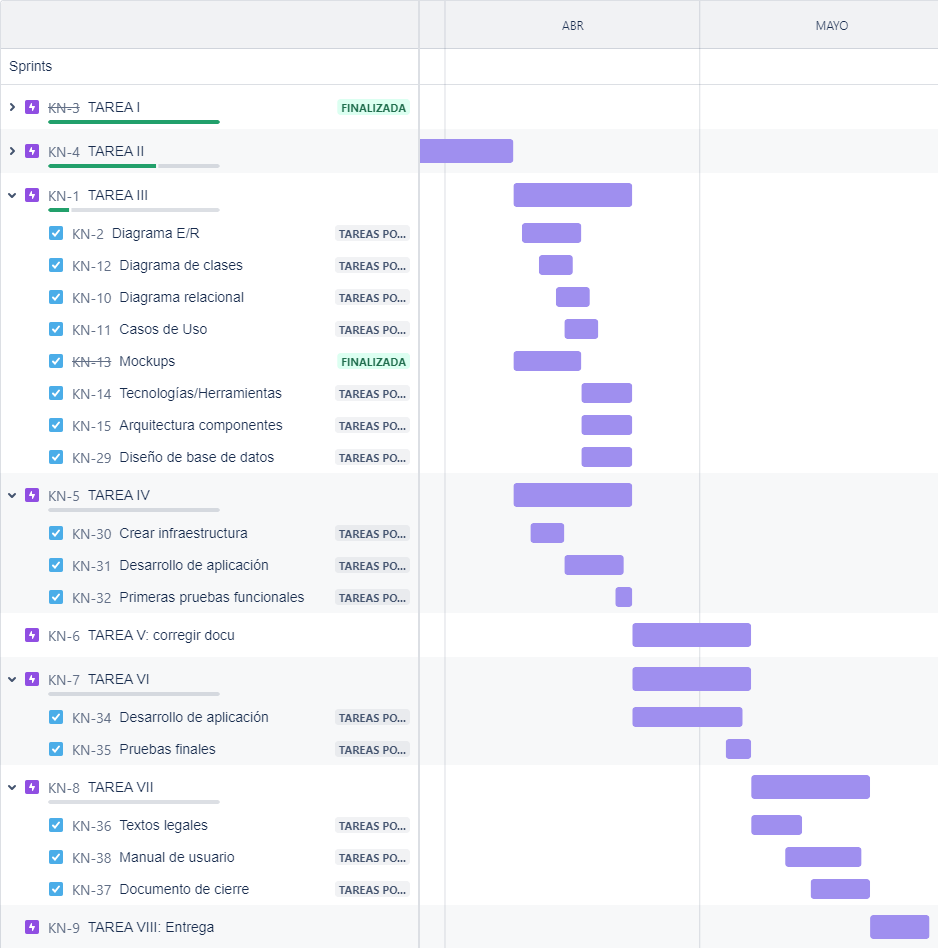 ABR MAYO
Sprints
KN-3 TAREA I FINALIZADA
KN-4 TAREA II
KN-1 TAREA III
KN-2 Diagrama E/R TAREAS PO...
KN-12 Diagrama de clases TAREAS PO...
KN-10 Diagrama relacional TAREAS PO...
KN-11 Casos de Uso TAREAS PO...
KN-13 Mockups FINALIZADA
KN-14 Tecnologías/Herramientas TAREAS PO...
KN-15 Arquitectura componentes TAREAS PO...
KN-29 Diseño de base de datos TAREAS PO...
KN-5 TAREA IV
KN-30 Crear infraestructura TAREAS PO...
KN-31 Desarrollo de aplicación TAREAS PO...
KN-32 Primeras pruebas funcionales TAREAS PO...
KN-6 TAREA V: corregir docu
KN-7 TAREA VI
KN-34 Desarrollo de aplicación TAREAS PO...
KN-35 Pruebas finales TAREAS PO...
KN-8 TAREA VII
KN-36 Textos legales TAREAS PO...
KN-38 Manual de usuario TAREAS PO...
KN-37 Documento de cierre TAREAS PO...
KN-9 TAREA VIII: Entrega